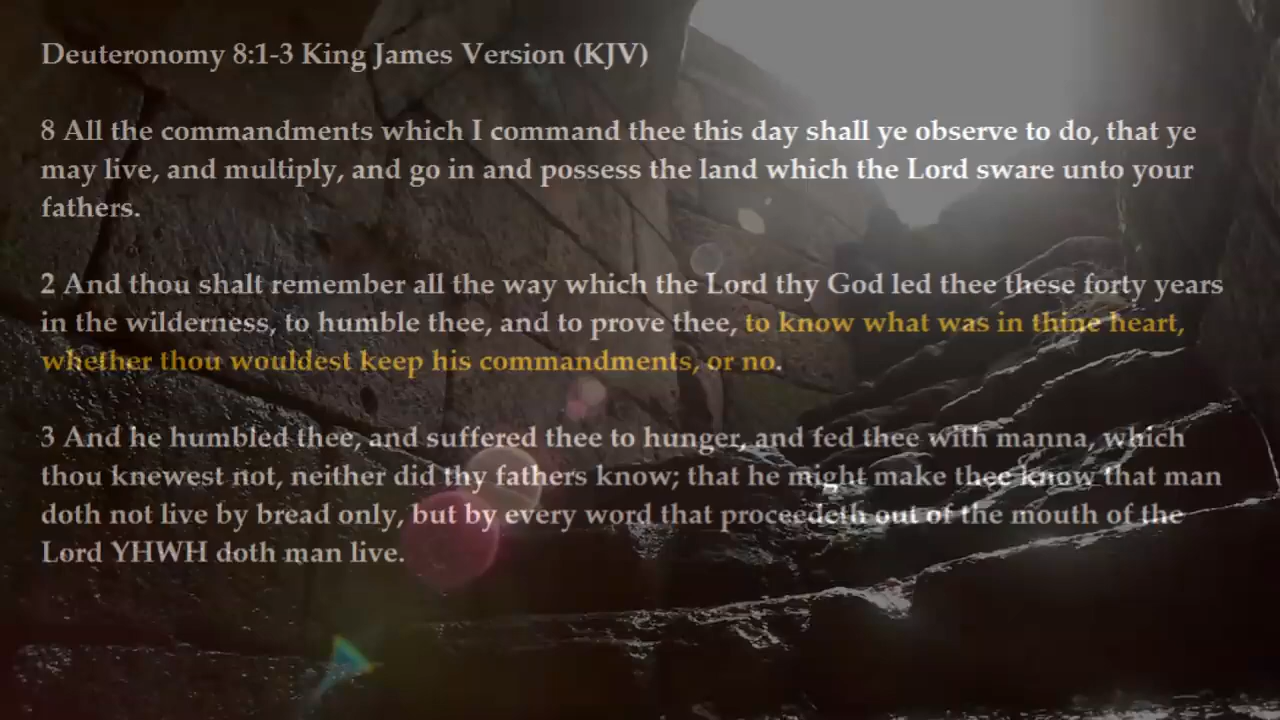 Deuteronomy 8:1-3 King James Version (KJV)
8 All the commandments which I command thee this day shall ye observe to do, that ye
may live, and multiply, and go in and possess the land which the Lord sware unto your
fathers.
2 And thou shalt remember all the way which the Lord thy God led thee these forty years
in the wilderness, to humble thee, and to prove thee, to know what was in thine heart,
whether thou wouldest keep his commandments, or no.
3 And he humbled thee, and suffered thee to hunger, and fed thee with manna, which
thou knewest not, neither did thy fathers know; that he might make thee know that man
doth not live by bread only, but by every word that proceedeth out of the mouth of the
Lord YHWH doth man live.